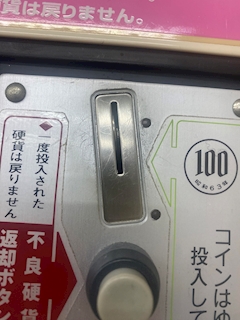 貨は戻りません。
一度投入された
硬貨は戻りません
不良硬貨
返却ボタン
100
昭和63年
コインはゆ
投入して